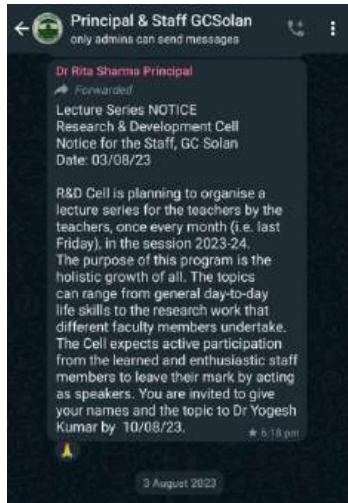 Principal & Staff GCSolan
only admins can send messages
Dr Rita Sharma Principal
Forwarded
Lecture Series NOTICE
Research & Development Cell
Notice for the Staff, GC Solan
Date: 03/08/23
R&D Cell is planning to organise a
lecture series for the teachers by the
teachers, once every month (i.e. last
Friday), in the session 2023-24.
The purpose of this program is the
holistic growth of all. The topics
can range from general day-to-day
life skills to the research work that
different faculty members undertake.
The Cell expects active participation
from the learned and enthusiastic staff
members to leave their mark by acting
as speakers. You are invited to give
your names and the topic to Dr Yogesh
Kumar by 10/08/23.
6:18 pm
3 August 2023